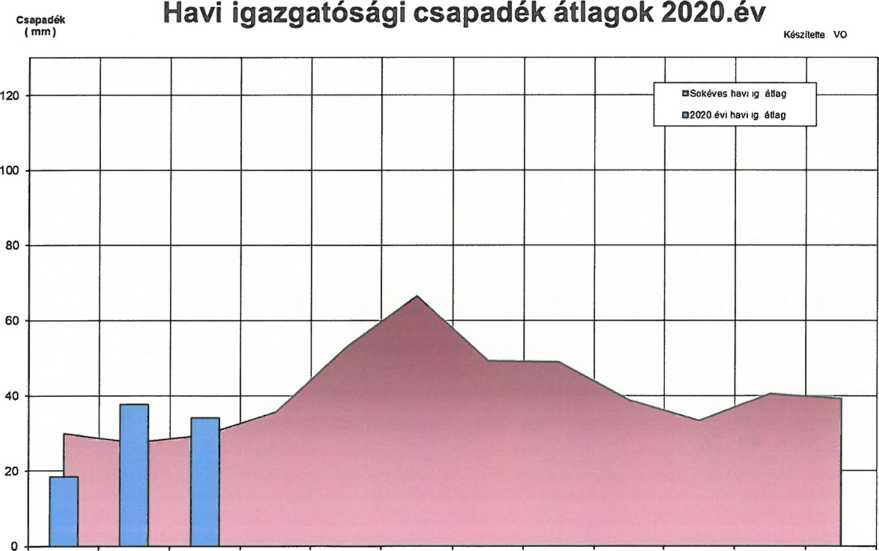 Havi igazgatósági csapadék átlagok 2020.év
Csapadék
( mm )
Készítette VO
Sokéves havi ig. átlag
2020.évi havi ig. átlag
120
100
80
60
40
20
0